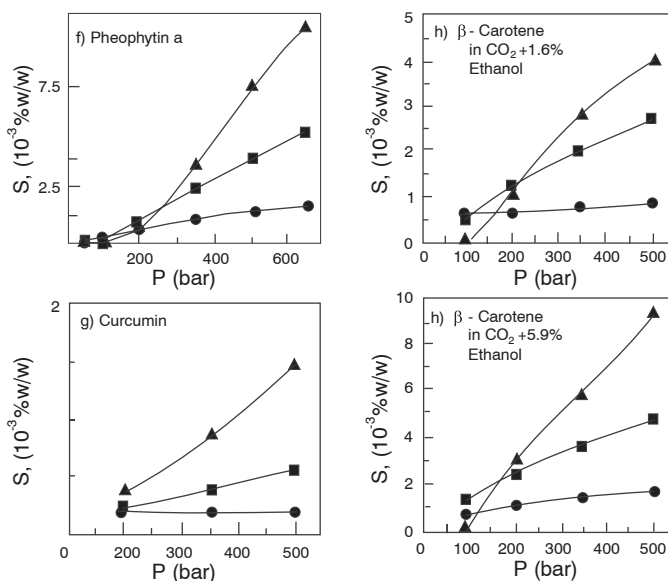 f) Pheophytin a
7.5
2.5
S, (10⁻³%w/w)
200 400 600
P (bar)
h) β - Carotene
in CO₂+1.6%
Ethanol
5
4
3
2
1
0
S, (10⁻³%w/w)
0 100 200 300 400 500
P (bar)
g) Curcumin
2
S, (10⁻³%w/w)
0 200 300 400 500
P (bar)
h) β - Carotene
in CO₂+5.9%
Ethanol
10
8
6
4
2
0
S, (10⁻³%w/w)
0 100 200 300 400 500
P (bar)